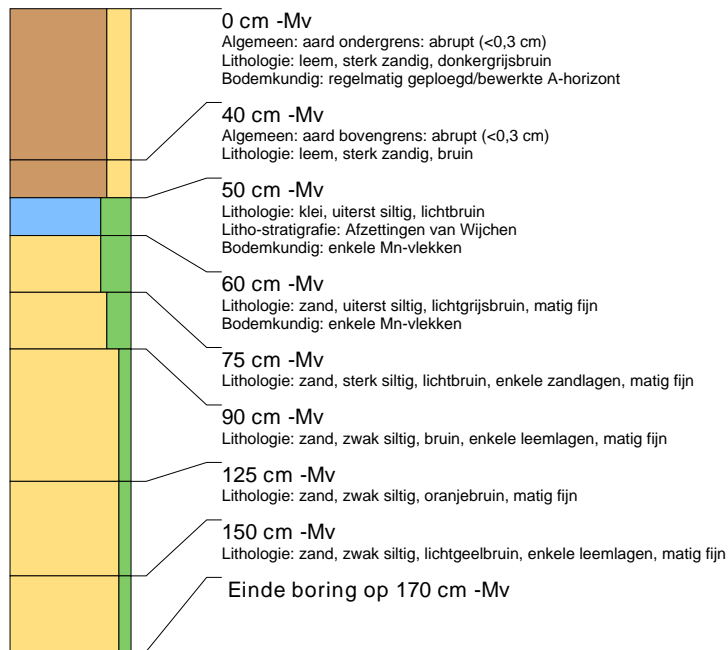 0 cm -Mv
Algemeen: aard ondergrens: abrupt (<0,3 cm)
Lithologie: leem, sterk zandig, donkergrijsbruin
Bodemkundig: regelmatig geploegd/bewerkte A-horizont
40 cm -Mv
Algemeen: aard bovengrens: abrupt (<0,3 cm)
Lithologie: leem, sterk zandig, bruin
50 cm -Mv
Lithologie: klei, uiterst siltig, lichtbruin
Litho-stratigrafie: Afzettingen van Wijchen
Bodemkundig: enkele Mn-vlekken
60 cm -Mv
Lithologie: zand, uiterst siltig, lichtgrijsbruin, matig fijn
Bodemkundig: enkele Mn-vlekken
75 cm -Mv
Lithologie: zand, sterk siltig, lichtbruin, enkele zandlagen, matig fijn
90 cm -Mv
Lithologie: zand, zwak siltig, bruin, enkele leemlagen, matig fijn
125 cm -Mv
Lithologie: zand, zwak siltig, oranjebruin, matig fijn
150 cm -Mv
Lithologie: zand, zwak siltig, lichtgeelbruin, enkele leemlagen, matig fijn
Einde boring op 170 cm -Mv